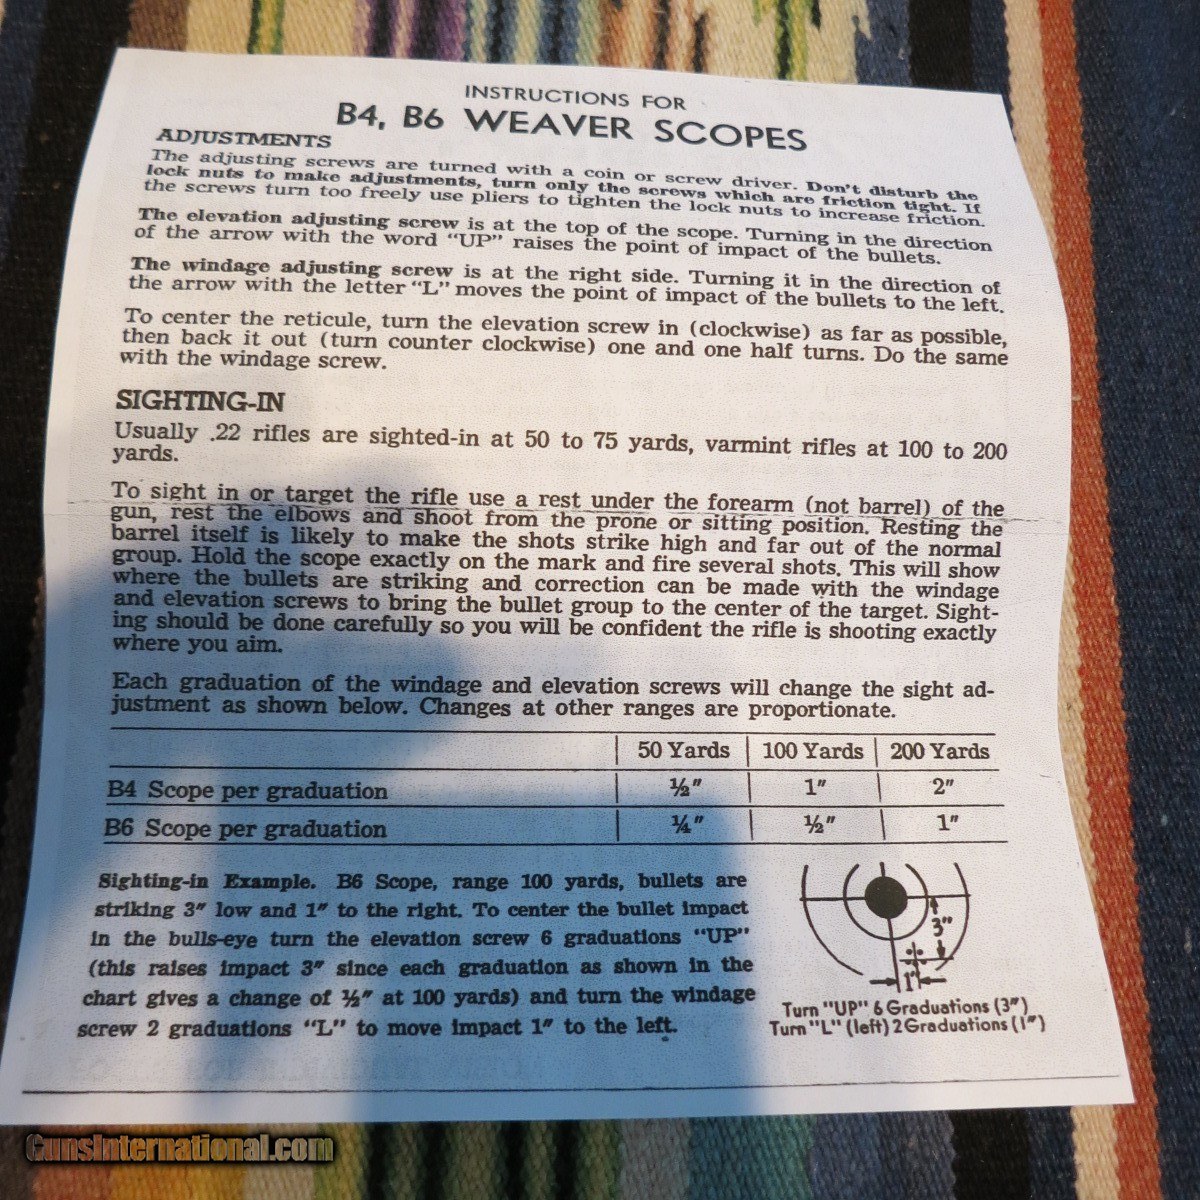 INSTRUCTIONS FOR
B4, B6 WEAVER SCOPES
ADJUSTMENTS
The adjusting screws are turned with a coin or screw driver. Don't disturb the
lock nuts to make adjustments, turn only the screws which are friction tight. If
the screws turn too freely use pliers to tighten the lock nuts to increase friction.
The elevation adjusting screw is at the top of the scope. Turning in the direction
of the arrow with the word "UP" raises the point of impact of the bullets.
The windage adjusting screw is at the right side. Turning it in the direction of
the arrow with the letter "L" moves the point of impact of the bullets to the left.
To center the reticule, turn the elevation screw in (clockwise) as far as possible,
then back it out (turn counter clockwise) one and one half turns. Do the same
with the windage screw.
SIGHTING-IN
Usually .22 rifles are sighted-in at 50 to 75 yards, varmint rifles at 100 to 200
yards.
To sight in or target the rifle use a rest under the forearm (not barrel) of the
gun, rest the elbows and shoot from the prone or sitting position. Resting the
barrel itself is likely to make the shots strike high and far out of the normal
group. Hold the scope exactly on the mark and fire several shots. This will show
where the bullets are striking and correction can be made with the windage
and elevation screws to bring the bullet group to the center of the target. Sight-
ing should be done carefully so you will be confident the rifle is shooting exactly
where you aim.
Each graduation of the windage and elevation screws will change the sight ad-
justment as shown below. Changes at other ranges are proportionate.
50 Yards 100 Yards 200 Yards
B4 Scope per graduation ½" 1" 2"
B6 Scope per graduation ¼" ½" 1"
Sighting-in Example. B6 Scope, range 100 yards, bullets are
striking 3" low and 1" to the right. To center the bullet impact
in the bulls-eye turn the elevation screw 6 graduations "UP"
(this raises impact 3" since each graduation as shown in the
chart gives a change of ½" at 100 yards) and turn the windage
screw 2 graduations "L" to move impact 1" to the left.
3"
1"
Turn "UP" 6 Graduations (3")
Turn "L" (left) 2 Graduations (1")
GunsInternational.com